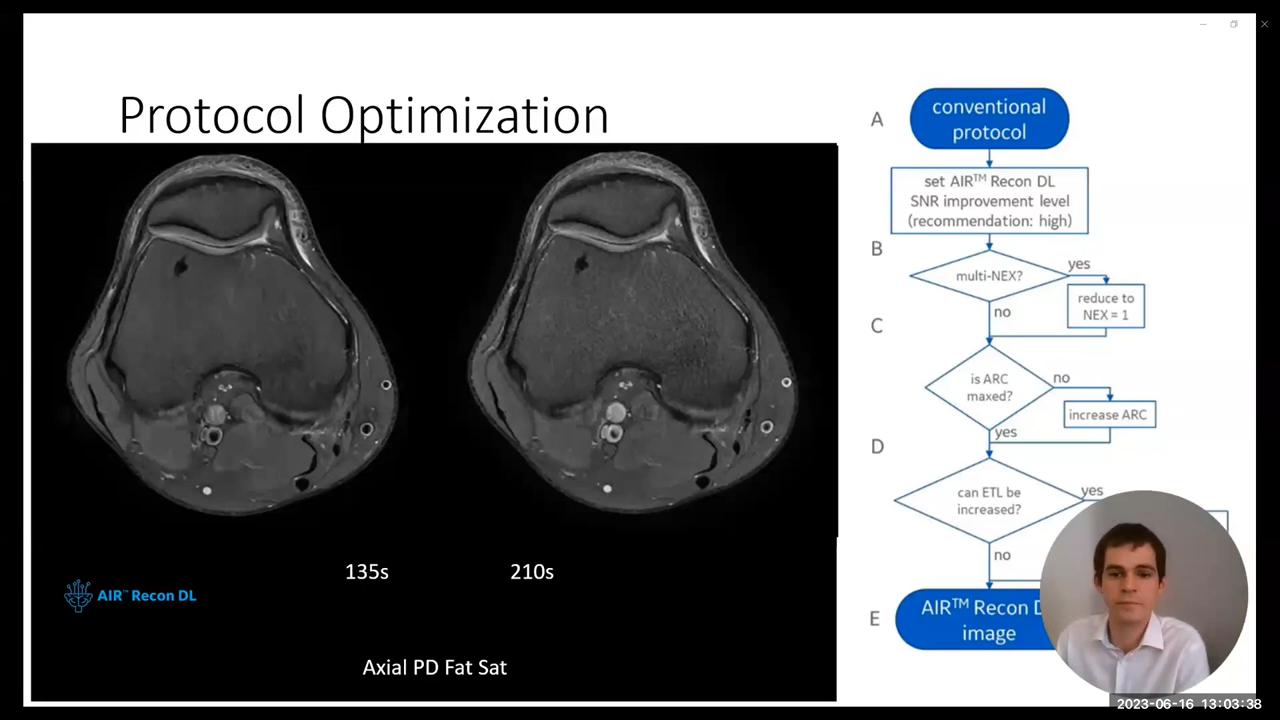 Protocol Optimization
135s
210s
AIR™ Recon DL
Axial PD Fat Sat
A
conventional
protocol
set AIR™ Recon DL
SNR improvement level
(recommendation: high)
B
multi-NEX?
yes
reduce to
NEX = 1
no
C
is ARC
maxed?
no
increase ARC
yes
D
can ETL be
increased?
yes
no
E
AIR™ Recon D
image
2023-06-16 13:03:38